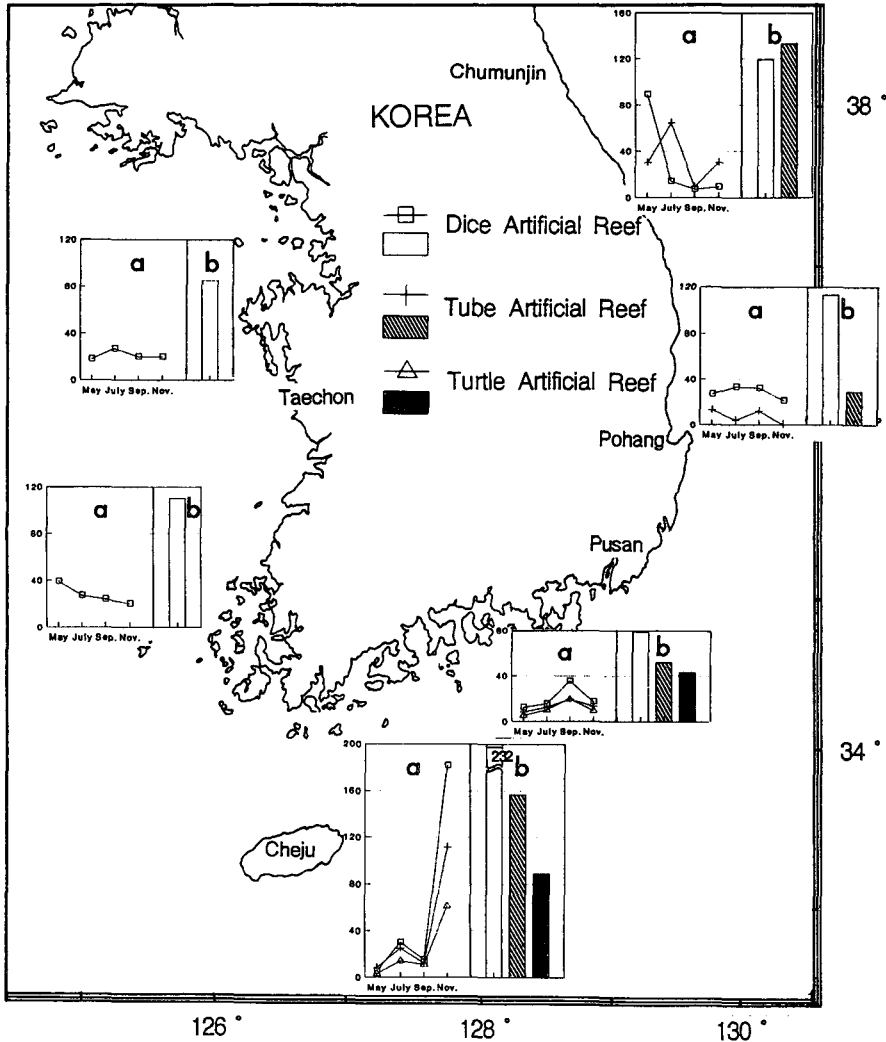 160
120
80
40
0
a b
May July Sep. Nov.
Chumunjin
KOREA
38 °
Dice Artificial Reef
Tube Artificial Reef
Turtle Artificial Reef
120
80
40
0
a b
May July Sep. Nov.
Taechon
120
80
40
0
a b
May July Sep. Nov.
Pohang
120
80
40
0
a b
May July Sep. Nov.
Pusan
80
40
0
a b
May July Sep. Nov.
34 °
200
160
120
80
40
0
a 232 b
May July Sep. Nov.
Cheju
126 ° 128 ° 130 °